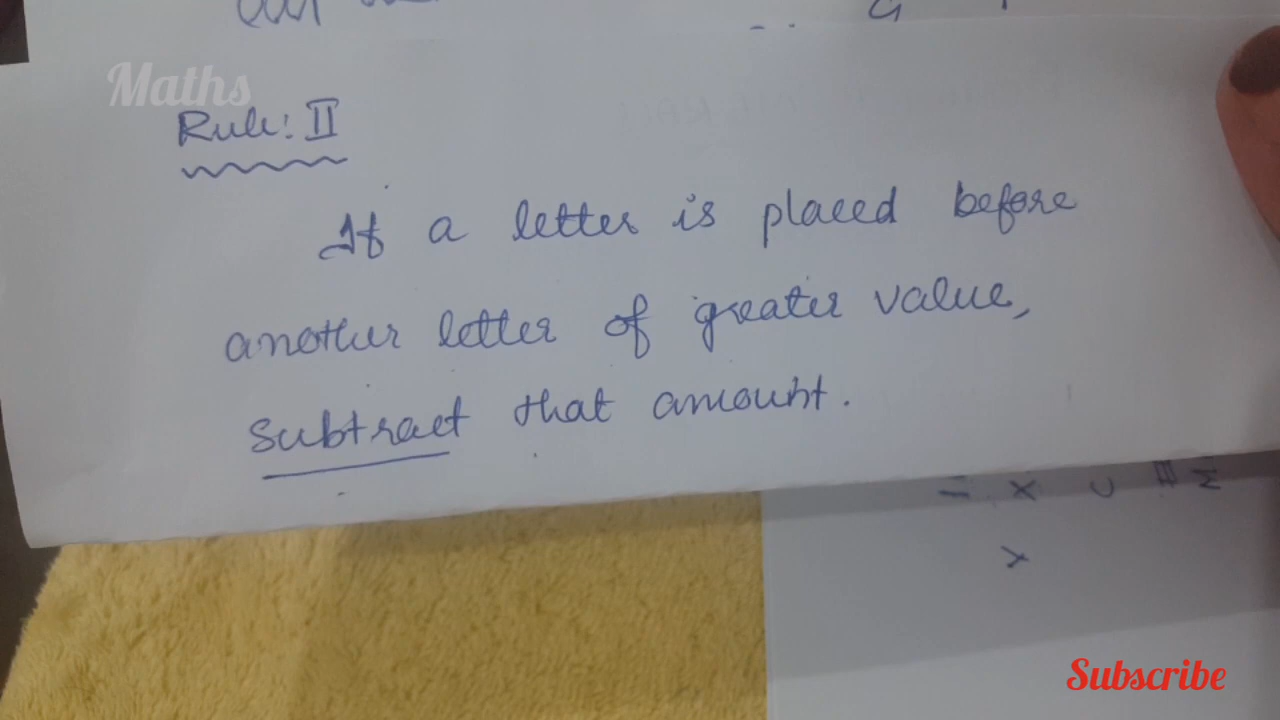 Maths
Rule: II
If a letter is placed before
another letter of greater value,
subtract that amount.
Subscribe